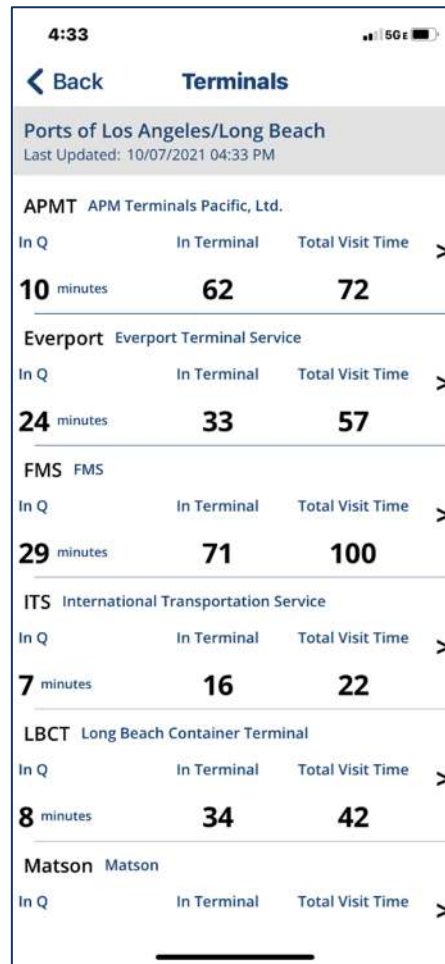 4:33 5GE
Back Terminals
Ports of Los Angeles/Long Beach
Last Updated: 10/07/2021 04:33 PM
APMT APM Terminals Pacific, Ltd.
In Q In Terminal Total Visit Time >
10 minutes 62 72
Everport Everport Terminal Service
In Q In Terminal Total Visit Time >
24 minutes 33 57
FMS FMS
In Q In Terminal Total Visit Time >
29 minutes 71 100
ITS International Transportation Service
In Q In Terminal Total Visit Time >
7 minutes 16 22
LBCT Long Beach Container Terminal
In Q In Terminal Total Visit Time >
8 minutes 34 42
Matson Matson
In Q In Terminal Total Visit Time >